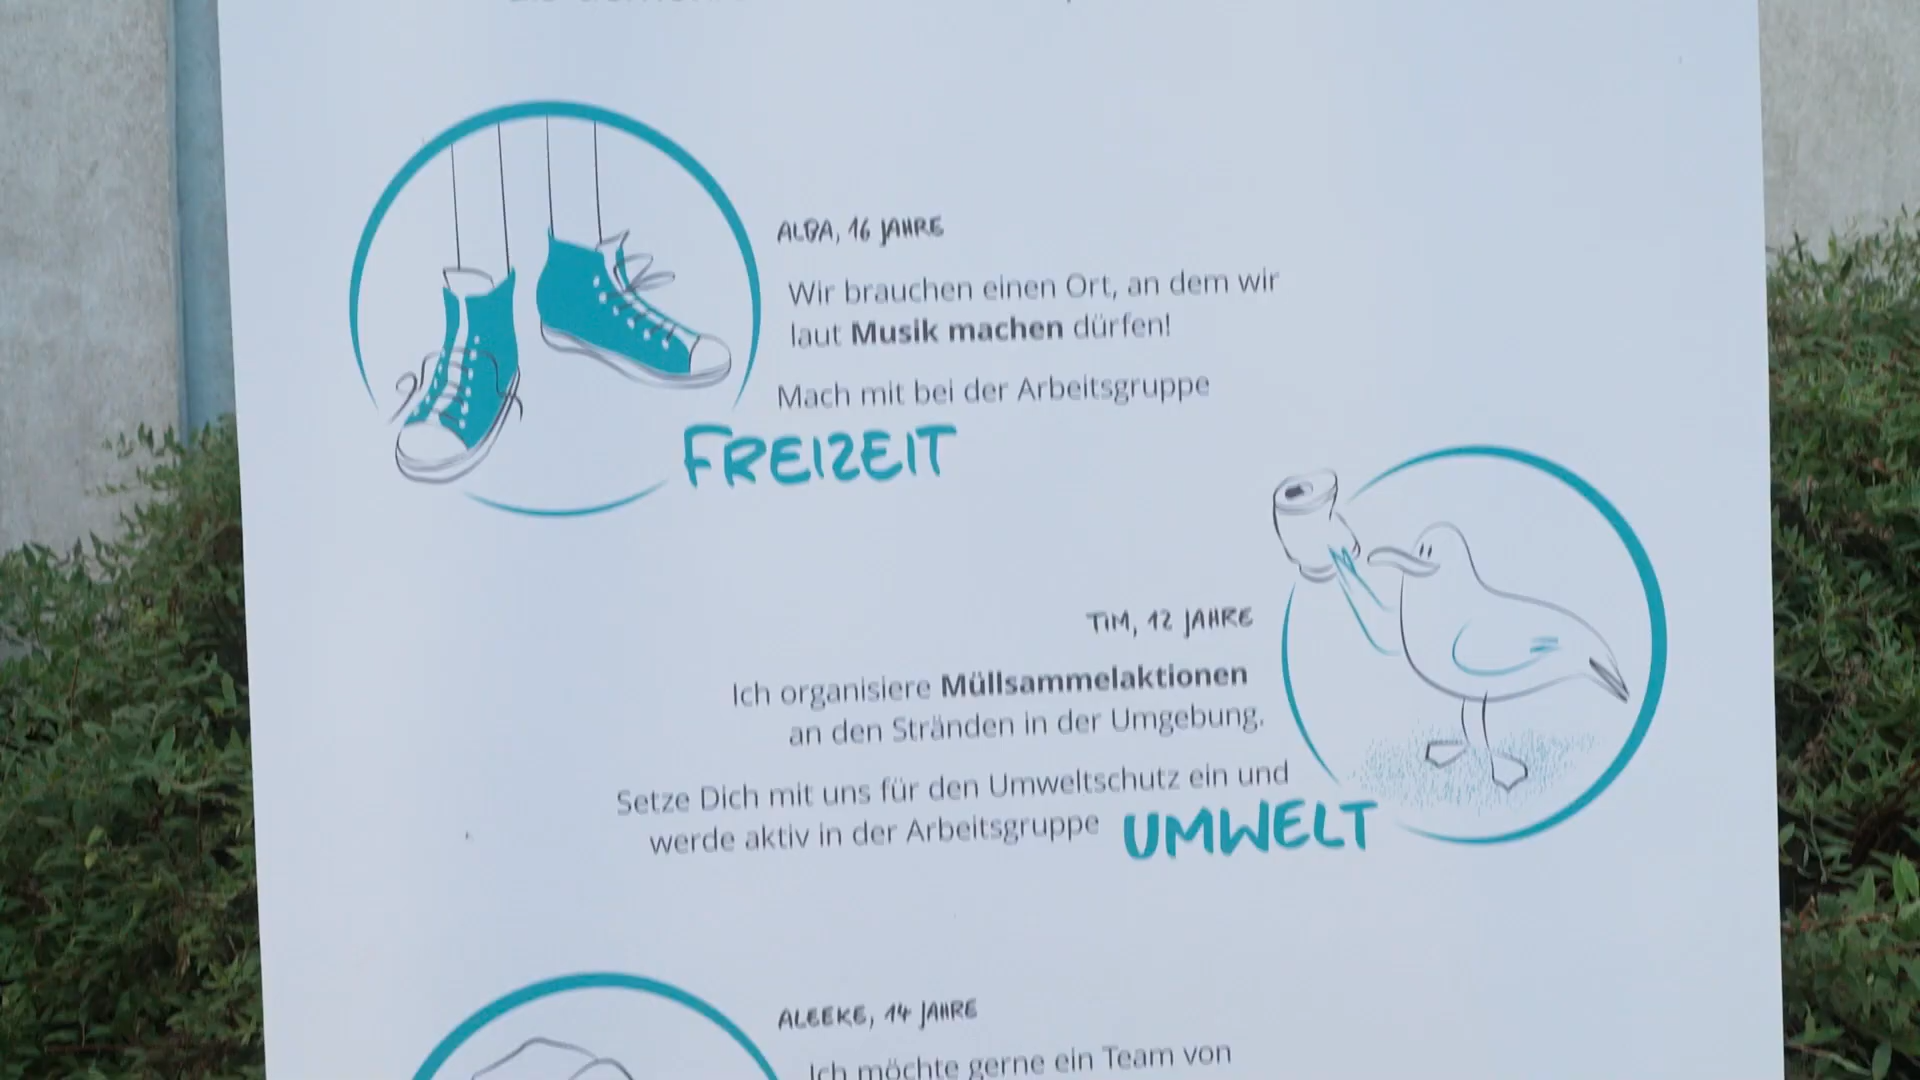 ALBA, 16 JAHRE
Wir brauchen einen Ort, an dem wir
laut Musik machen dürfen!
Mach mit bei der Arbeitsgruppe
FREIZEIT
TIM, 12 JAHRE
Ich organisiere Müllsammelaktionen
an den Stränden in der Umgebung.
Setze Dich mit uns für den Umweltschutz ein und
werde aktiv in der Arbeitsgruppe UMWELT
14 JAHRE
Ich möchte gerne ein Team von